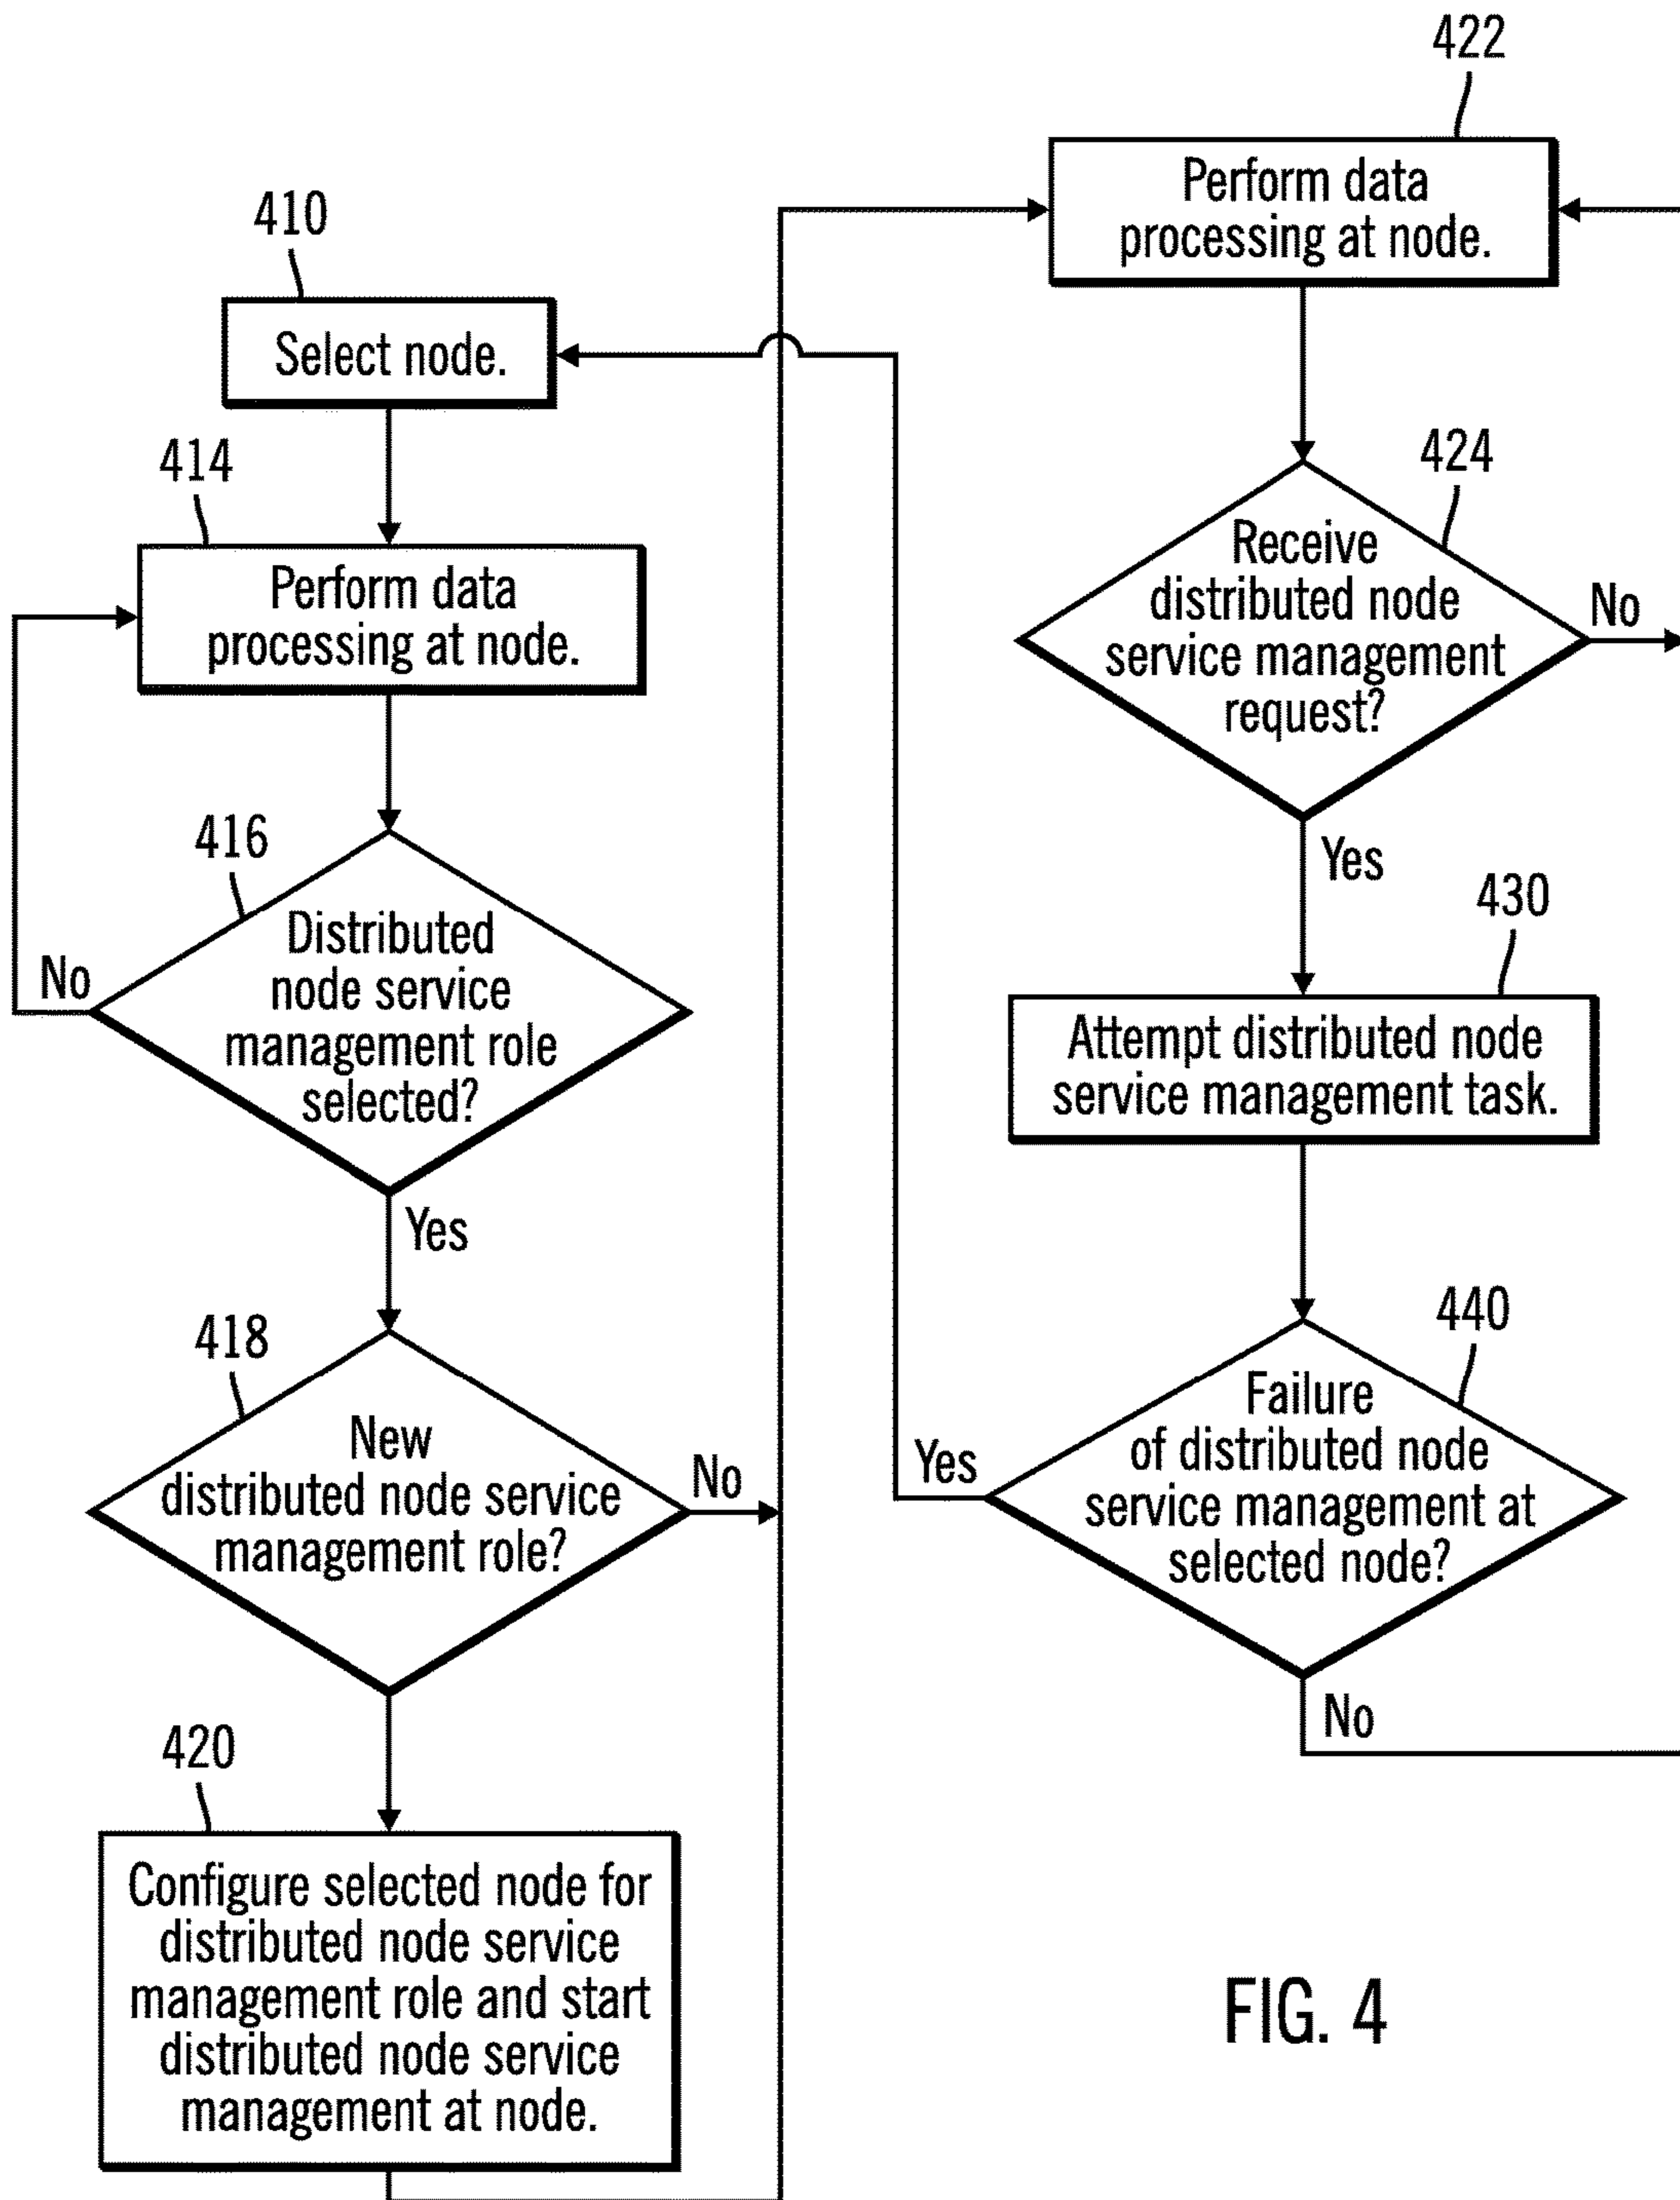 410
Select node.
414
Perform data
processing at node.
416
Distributed
node service
management role
selected?
No
Yes
418
New
distributed node service
management role?
No
420
Configure selected node for
distributed node service
management role and start
distributed node service
management at node.
422
Perform data
processing at node.
424
Receive
distributed node
service management
request?
No
Yes
430
Attempt distributed node
service management task.
440
Failure
of distributed node
service management at
selected node?
Yes
No
FIG. 4